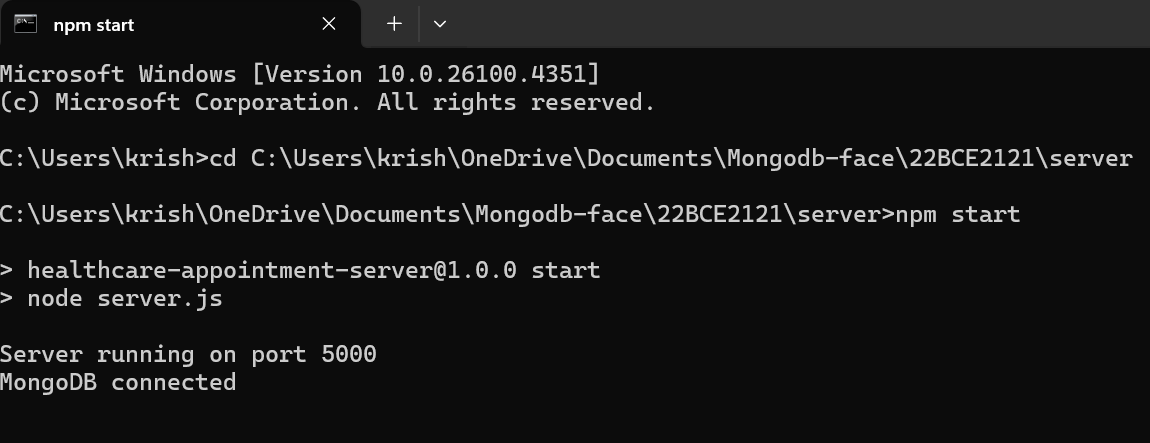 npm start
Microsoft Windows [Version 10.0.26100.4351]
(c) Microsoft Corporation. All rights reserved.
C:\Users\krish>cd C:\Users\krish\OneDrive\Documents\Mongodb-face\22BCE2121\server
C:\Users\krish\OneDrive\Documents\Mongodb-face\22BCE2121\server>npm start
> healthcare-appointment-server@1.0.0 start
> node server.js
Server running on port 5000
MongoDB connected